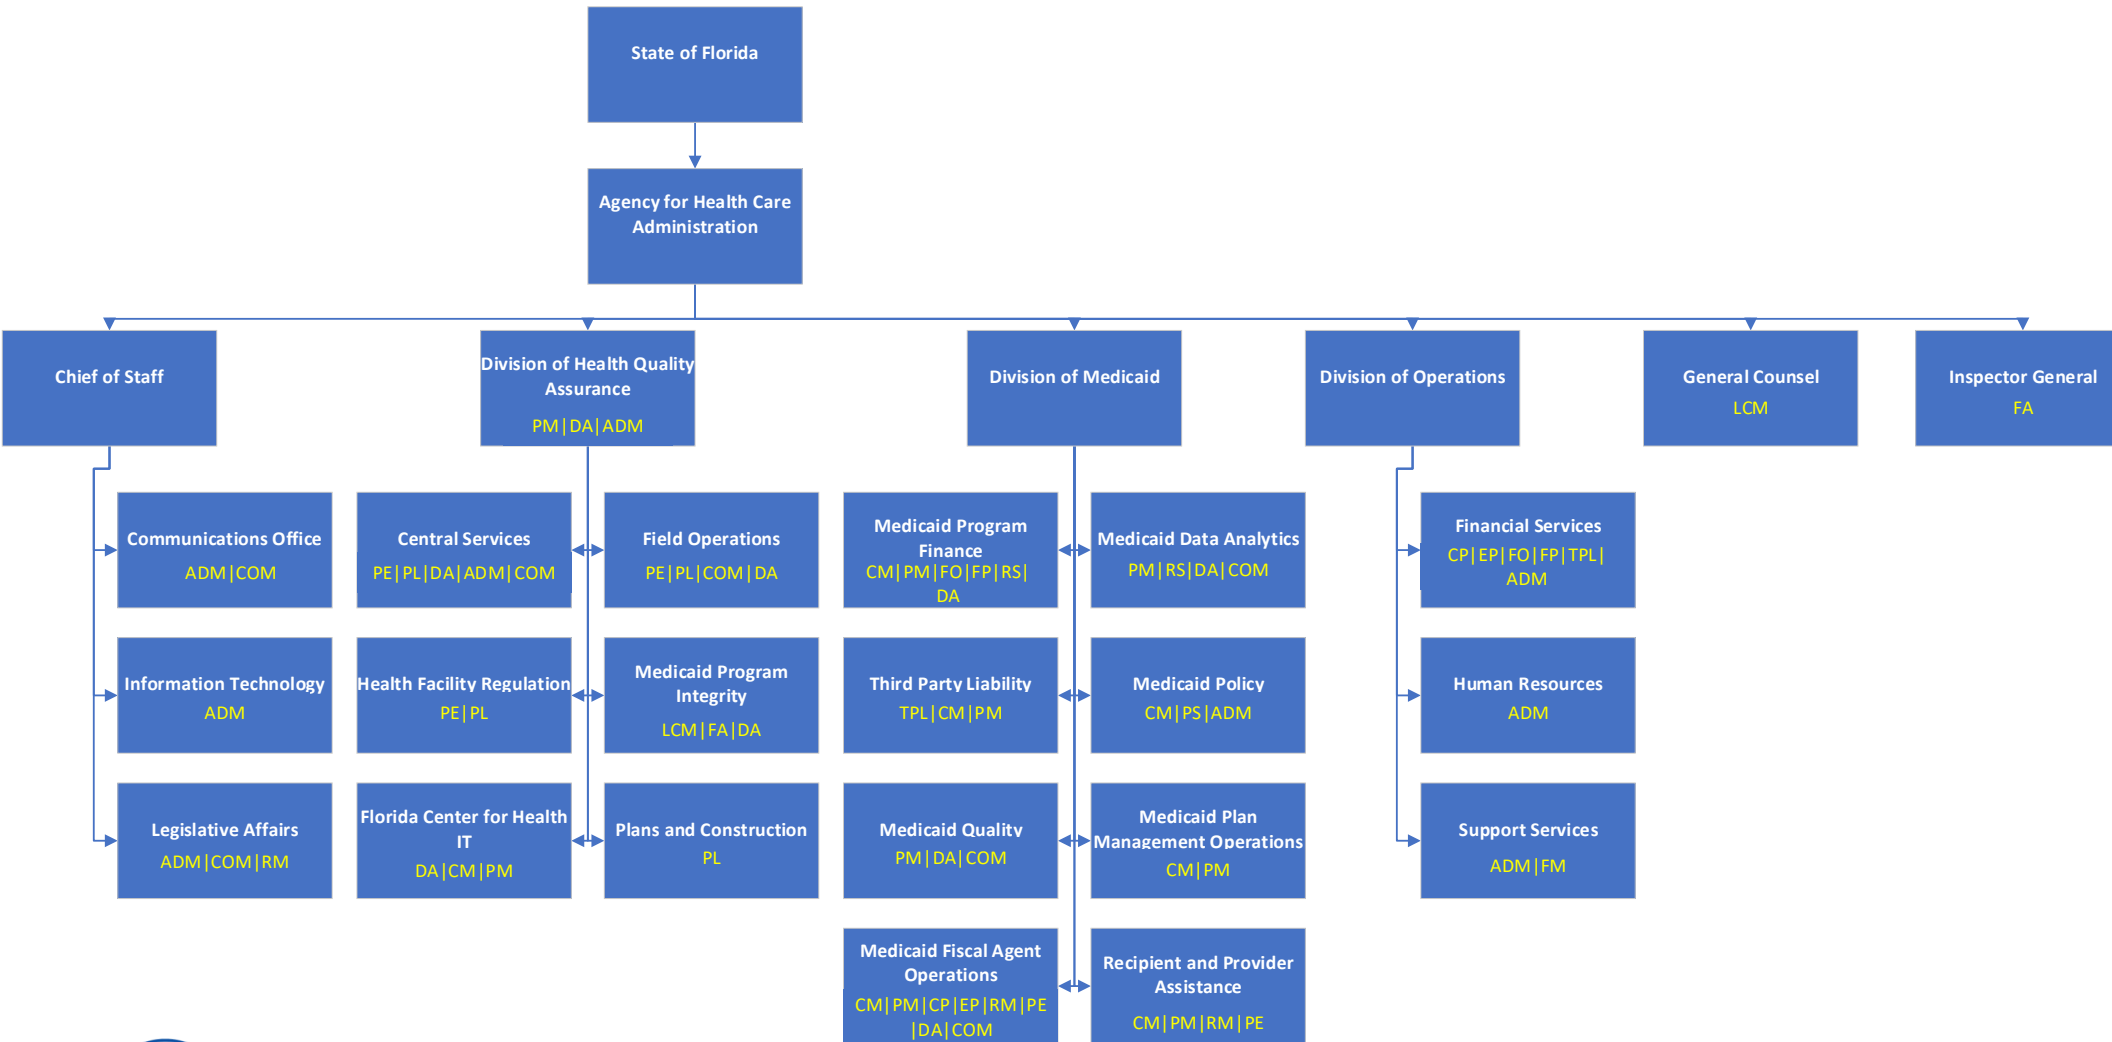 State of Florida
Agency for Health Care
Administration
Chief of Staff
Division of Health Quality
Assurance
PM|DA|ADM
Division of Medicaid
Division of Operations
General Counsel
LCM
Inspector General
FA
Communications Office
ADM|COM
Central Services
PE|PL|DA|ADM|COM
Field Operations
PE|PL|COM|DA
Medicaid Program
Finance
CM|PM|FO|FP|RS|
DA
Medicaid Data Analytics
PM|RS|DA|COM
Financial Services
CP|EP|FO|FP|TPL|
ADM
Information Technology
ADM
Health Facility Regulation
PE|PL
Medicaid Program
Integrity
LCM|FA|DA
Third Party Liability
TPL|CM|PM
Medicaid Policy
CM|PS|ADM
Human Resources
ADM
Legislative Affairs
ADM|COM|RM
Florida Center for Health
IT
DA|CM|PM
Plans and Construction
PL
Medicaid Quality
PM|DA|COM
Medicaid Plan
Management Operations
CM|PM
Support Services
ADM|FM
Medicaid Fiscal Agent
Operations
CM|PM|CP|EP|RM|PE
|DA|COM
Recipient and Provider
Assistance
CM|PM|RM|PE